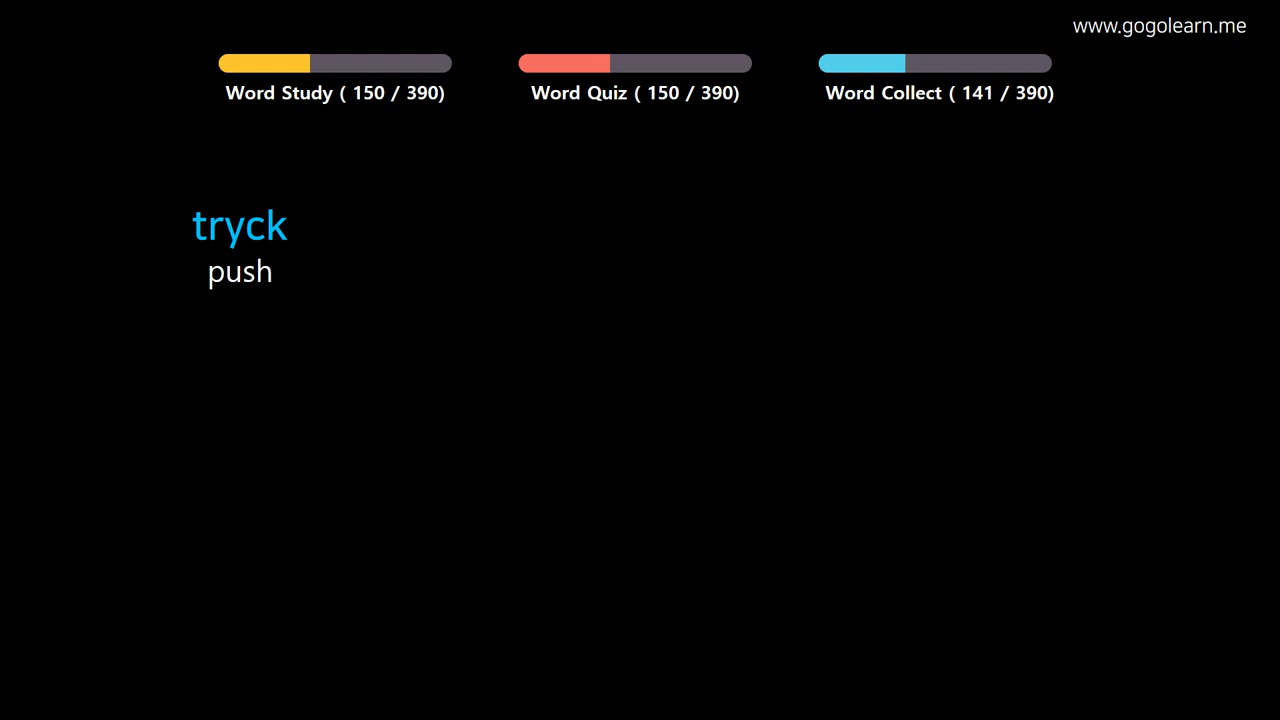 www.gogolearn.me
Word Study ( 150 / 390)
Word Quiz ( 150 / 390)
Word Collect ( 141 / 390)
tryck
push